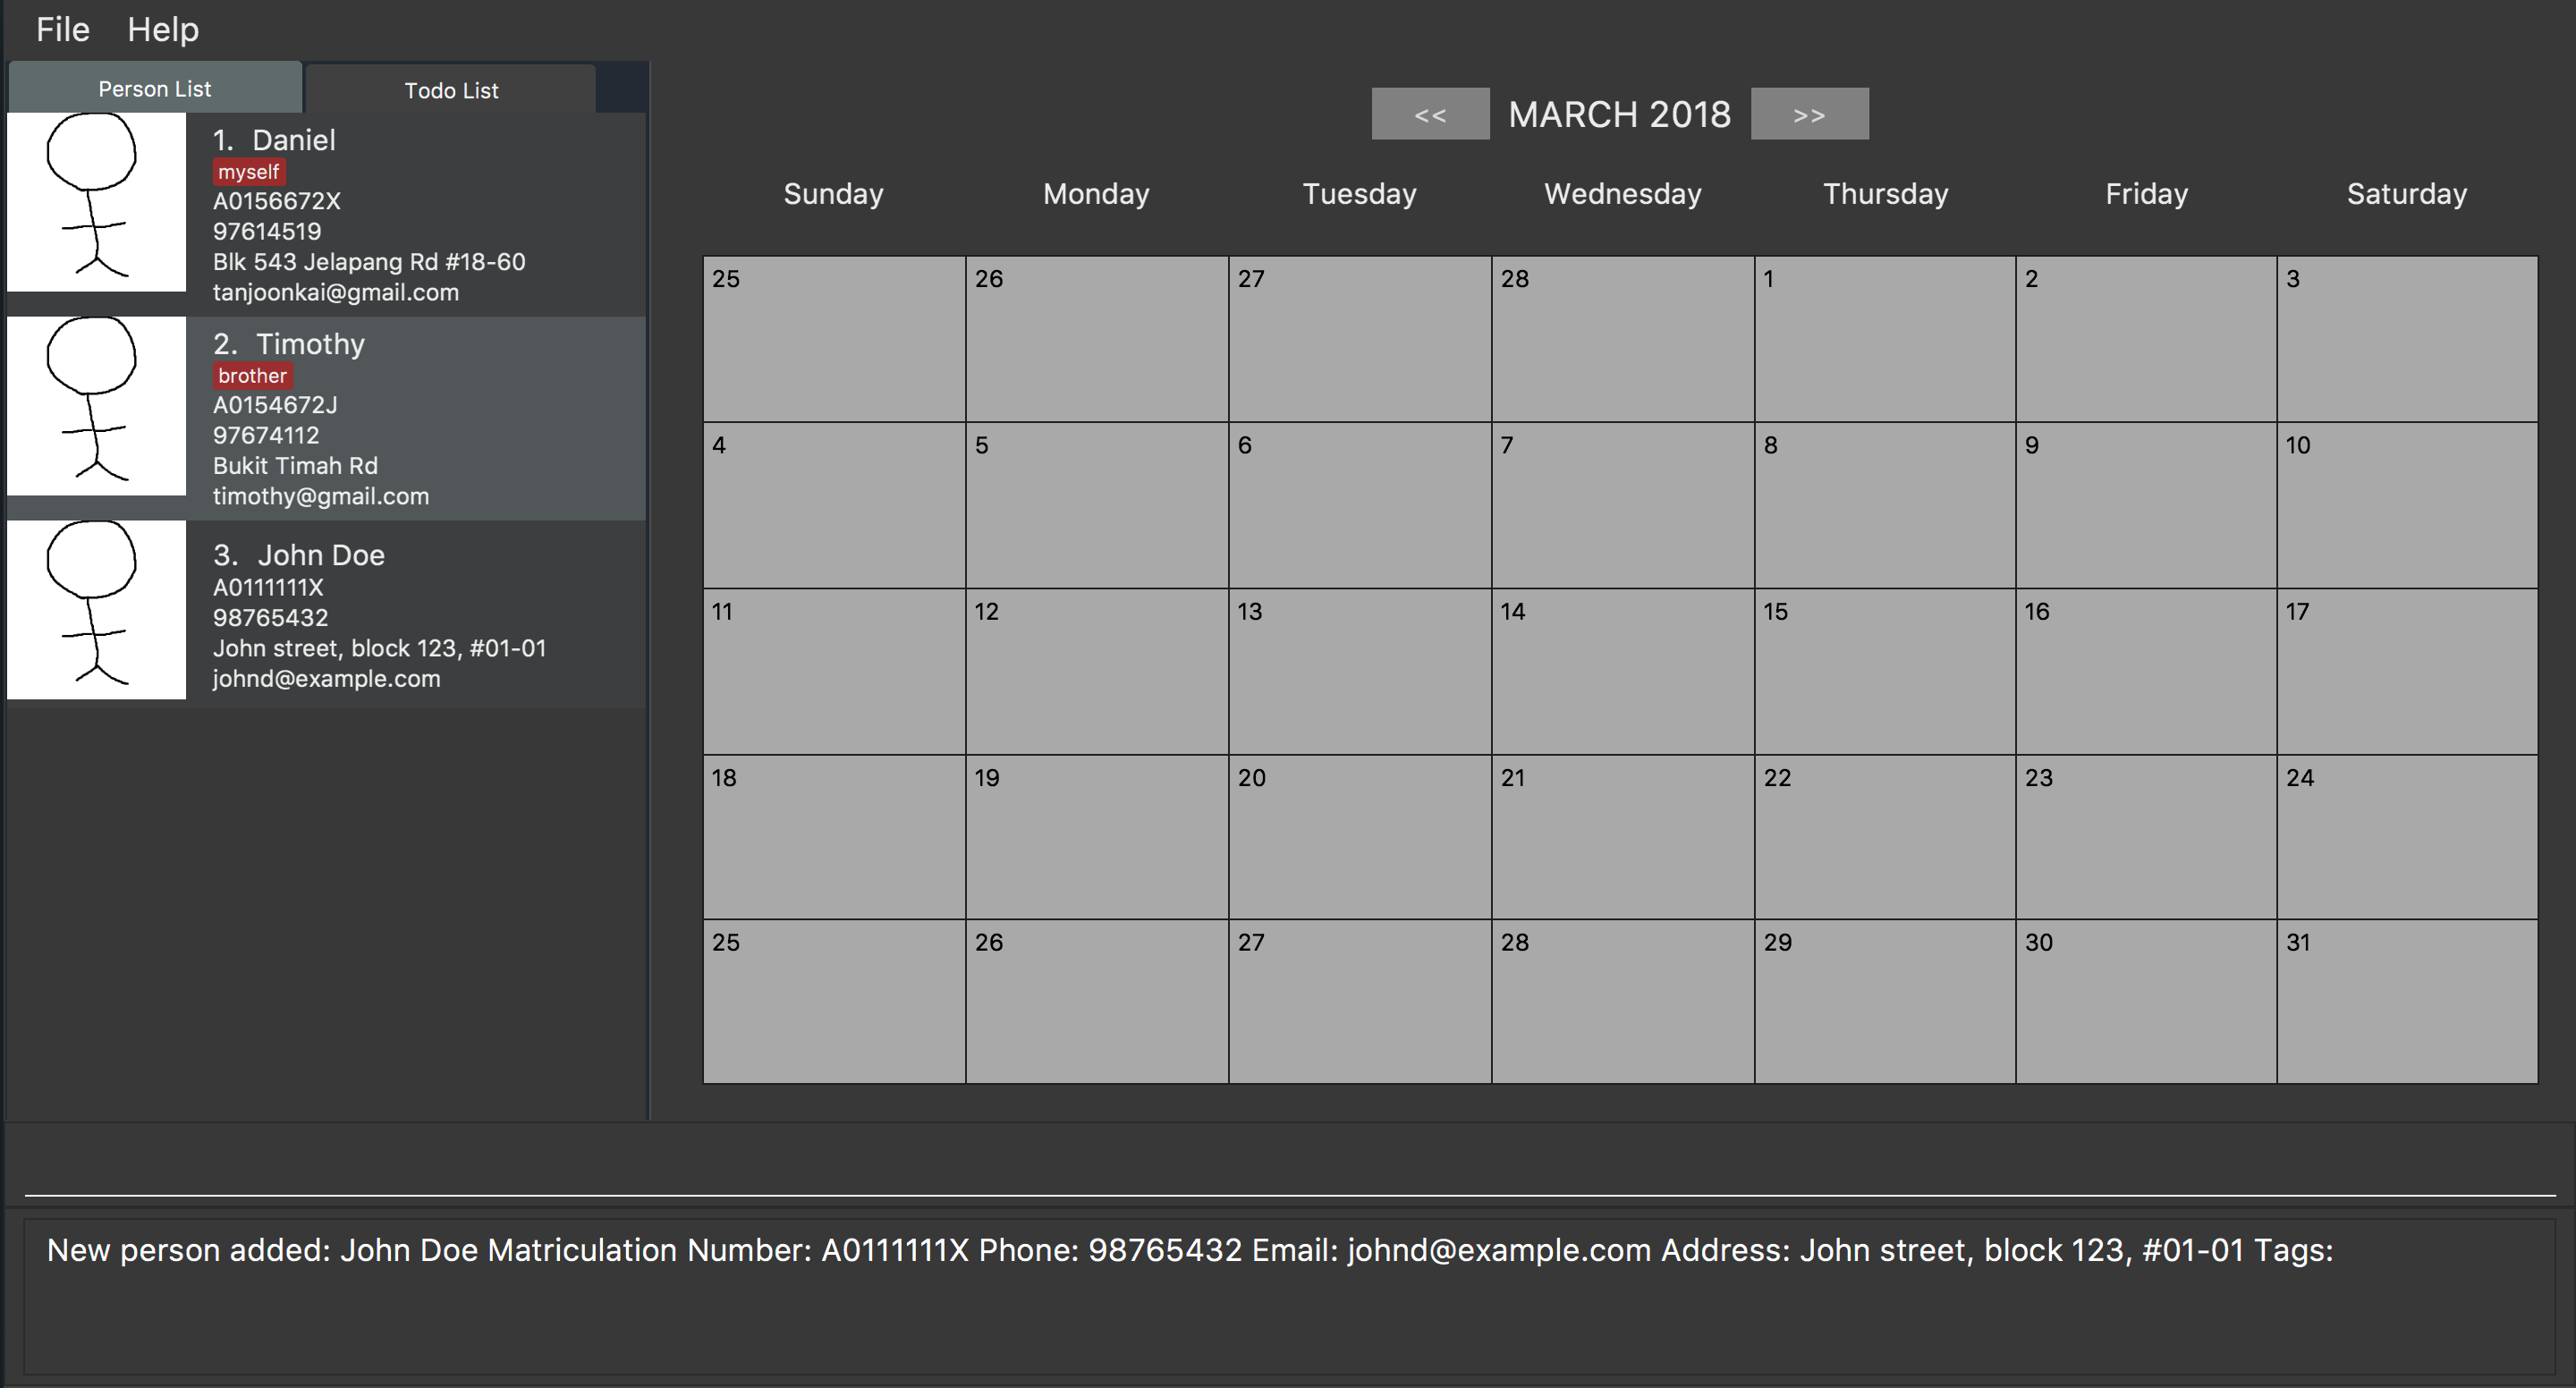 File Help
Person List Todo List
1. Daniel
myself
A0156672X
97614519
Blk 543 Jelapang Rd #18-60
tanjoonkai@gmail.com
2. Timothy
brother
A0154672J
97674112
Bukit Timah Rd
timothy@gmail.com
3. John Doe
A0111111X
98765432
John street, block 123, #01-01
johnd@example.com
<< MARCH 2018 >>
Sunday Monday Tuesday Wednesday Thursday Friday Saturday
25 26 27 28 1 2 3
4 5 6 7 8 9 10
11 12 13 14 15 16 17
18 19 20 21 22 23 24
25 26 27 28 29 30 31
New person added: John Doe Matriculation Number: A0111111X Phone: 98765432 Email: johnd@example.com Address: John street, block 123, #01-01 Tags: